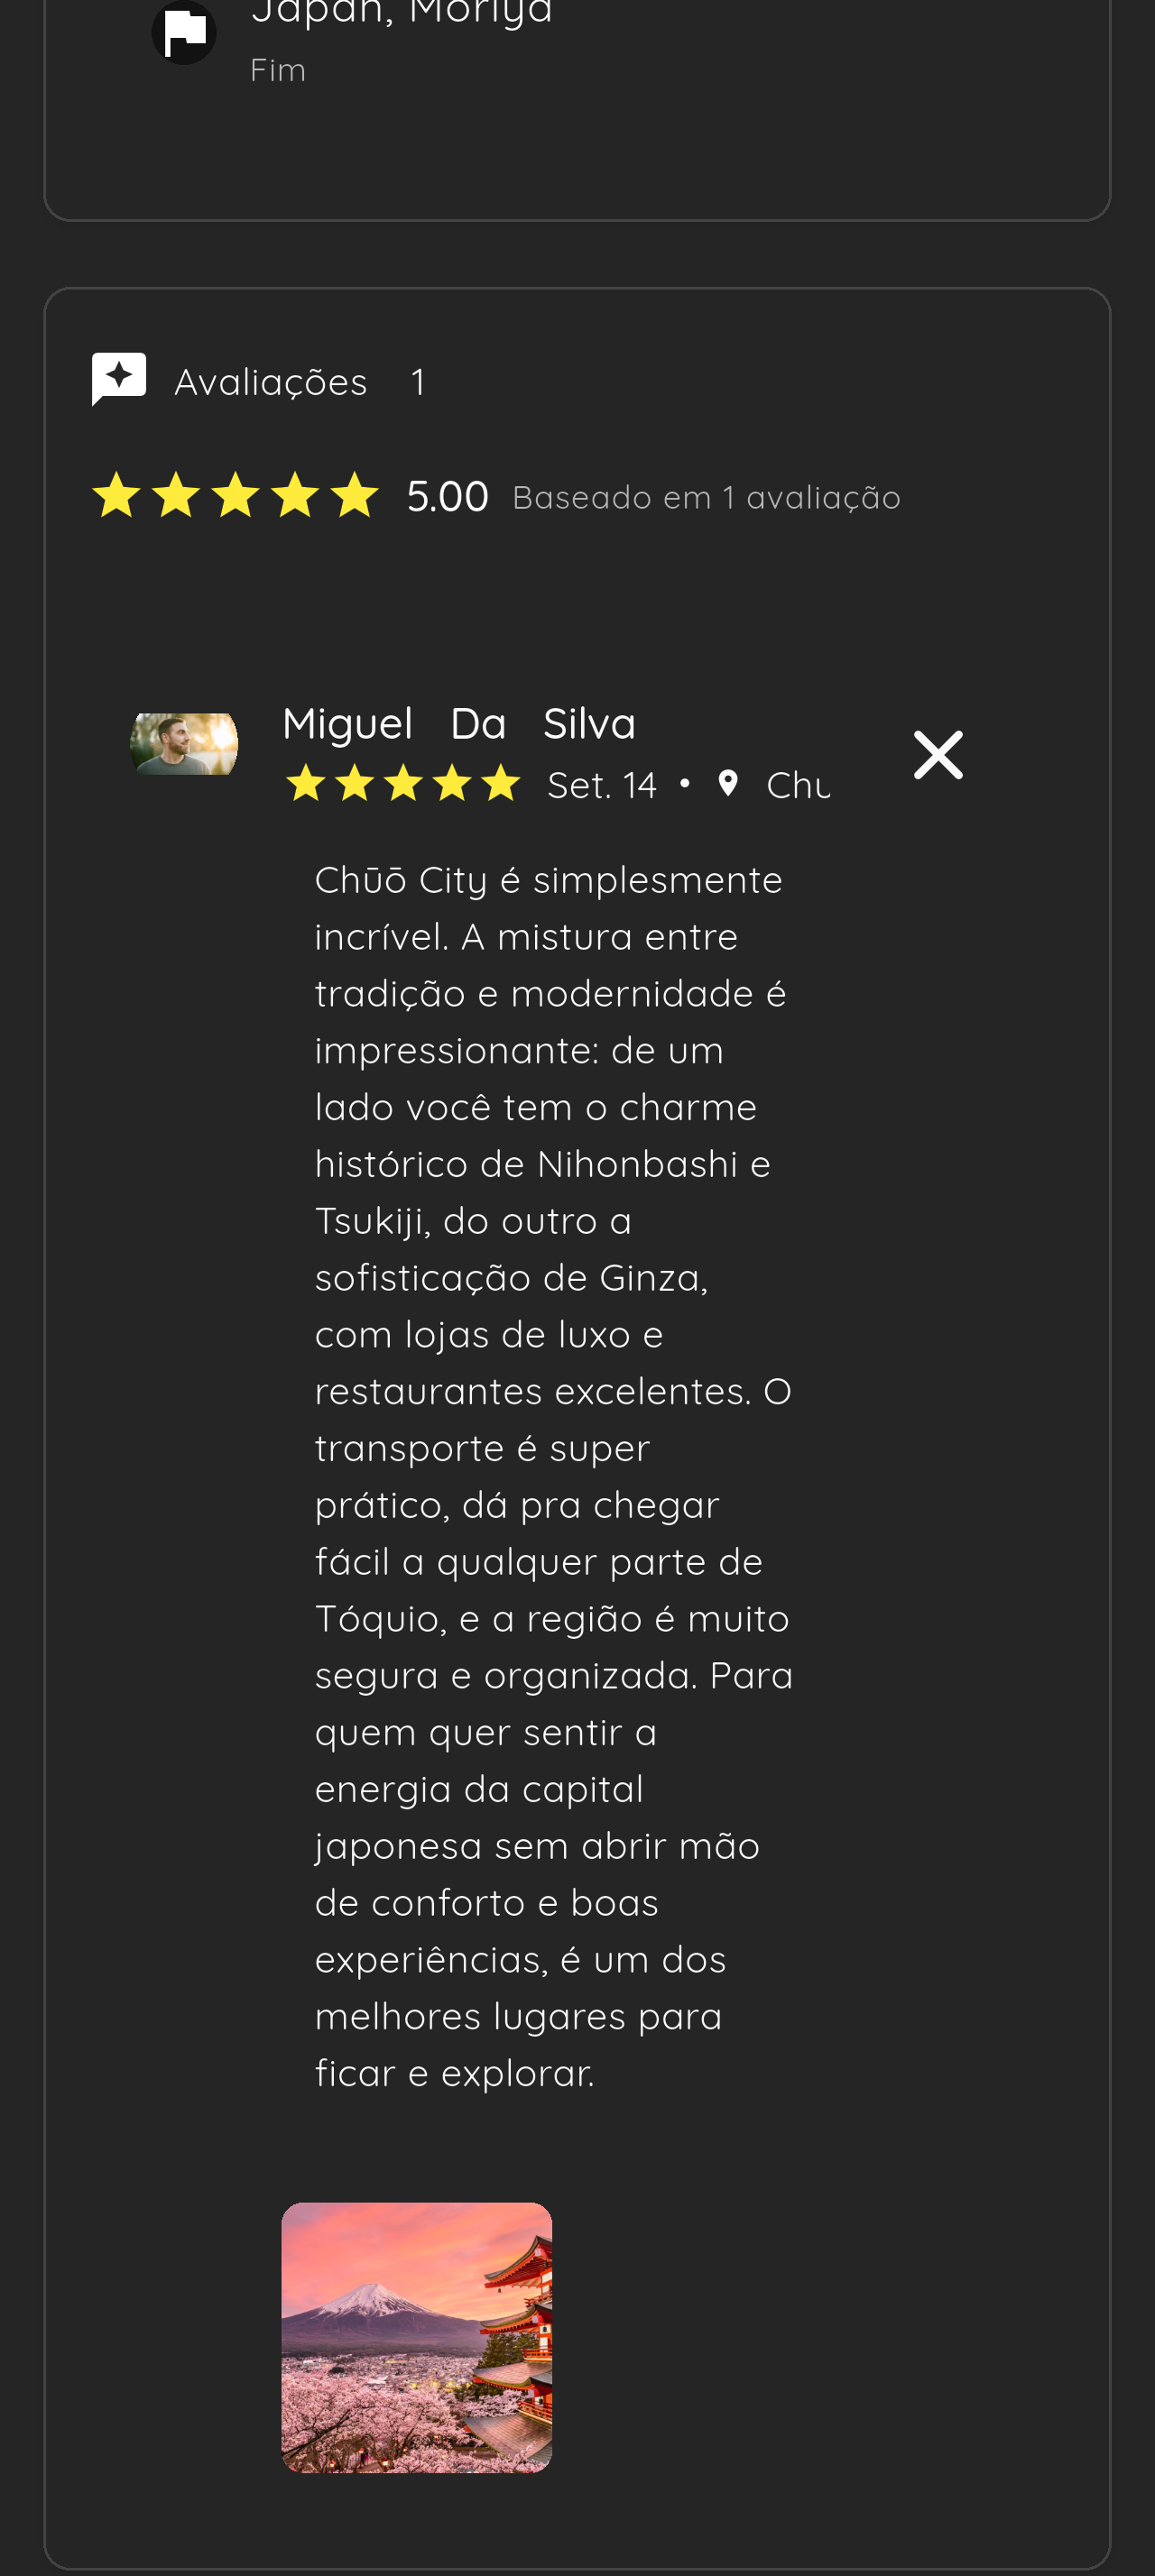 Japan, Moriya
Fim
Avaliações 1
5.00 Baseado em 1 avaliação
Miguel Da Silva
Set. 14 • Chu
Chūō City é simplesmente
incrível. A mistura entre
tradição e modernidade é
impressionante: de um
lado você tem o charme
histórico de Nihonbashi e
Tsukiji, do outro a
sofisticação de Ginza,
com lojas de luxo e
restaurantes excelentes. O
transporte é super
prático, dá pra chegar
fácil a qualquer parte de
Tóquio, e a região é muito
segura e organizada. Para
quem quer sentir a
energia da capital
japonesa sem abrir mão
de conforto e boas
experiências, é um dos
melhores lugares para
ficar e explorar.